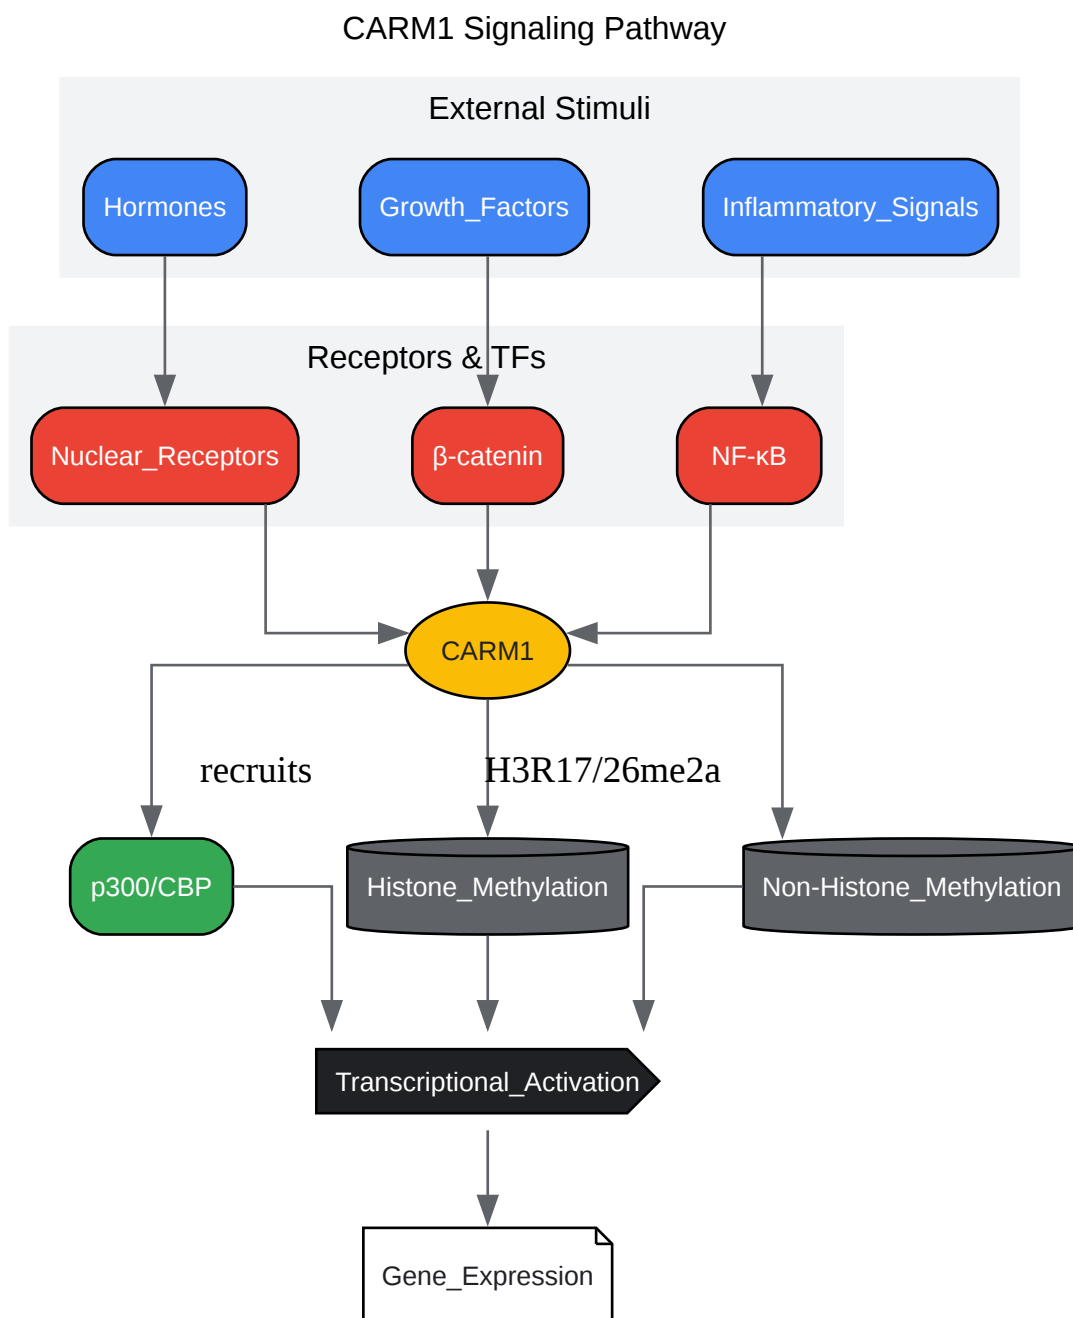 CARM1 Signaling Pathway
External Stimuli
Hormones
Growth_Factors
Inflammatory_Signals
Receptors & TFs
Nuclear_Receptors
β-catenin
NF-κB
CARM1
recruits
H3R17/26me2a
p300/CBP
Histone_Methylation
Non-Histone_Methylation
Transcriptional_Activation
Gene_Expression